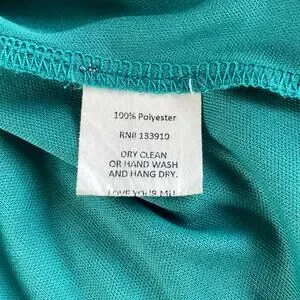 100% Polyester
RN# 133910
DRY CLEAN
OR HAND WASH
AND HANG DRY.
LOVE YOUR